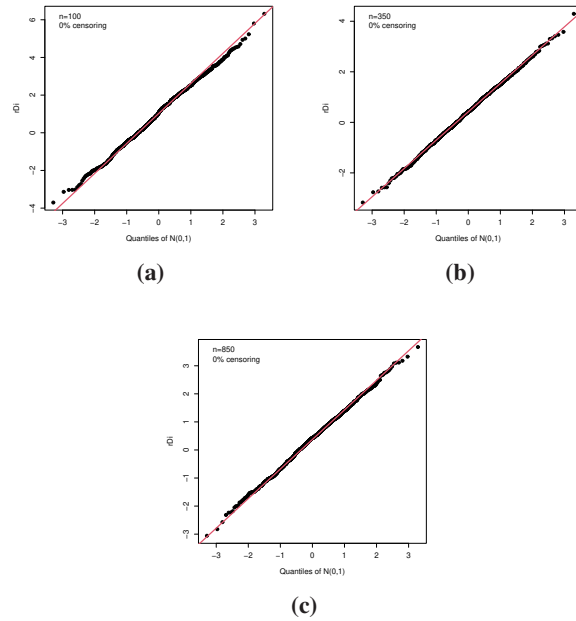 n=100
0% censoring
6
4
2
0
−2
−4
rDi
−3 −2 −1 0 1 2 3
Quantiles of N(0,1)
(a)
n=350
0% censoring
4
2
0
−2
rDi
−3 −2 −1 0 1 2 3
Quantiles of N(0,1)
(b)
n=850
0% censoring
3
2
1
0
−1
−2
−3
rDi
−3 −2 −1 0 1 2 3
Quantiles of N(0,1)
(c)